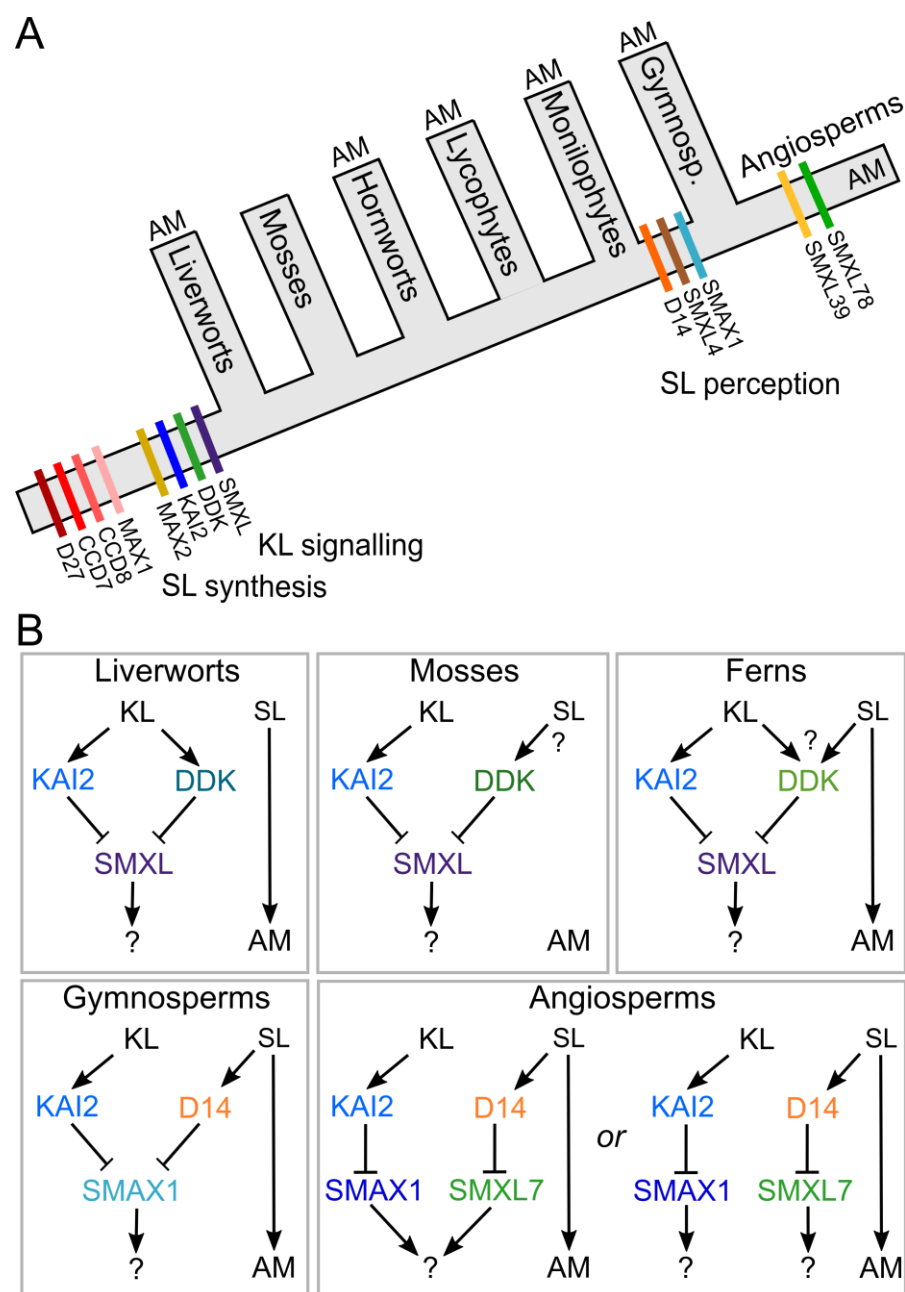 A
AM
Liverworts
Mosses
AM
Hornworts
AM
Lycophytes
AM
Monilophytes
AM
Gymnosp.
Angiosperms
AM
D27
CCD7
CCD8
MAX1
MAX2
KAI2
DDK
SMXL
D14
SMXL4
SMAX1
SMXL39
SMXL78
SL perception
KL signalling
SL synthesis
B
Liverworts
KL SL
KAI2 DDK
SMXL
? AM
Mosses
KL SL
?
KAI2 DDK
SMXL
? AM
Ferns
KL SL
?
KAI2 DDK
SMXL
? AM
Gymnosperms
KL SL
KAI2 D14
SMAX1
? AM
Angiosperms
KL SL
KAI2 D14
SMAX1 SMXL7
? AM
or
KL SL
KAI2 D14
SMAX1 SMXL7
? ? AM